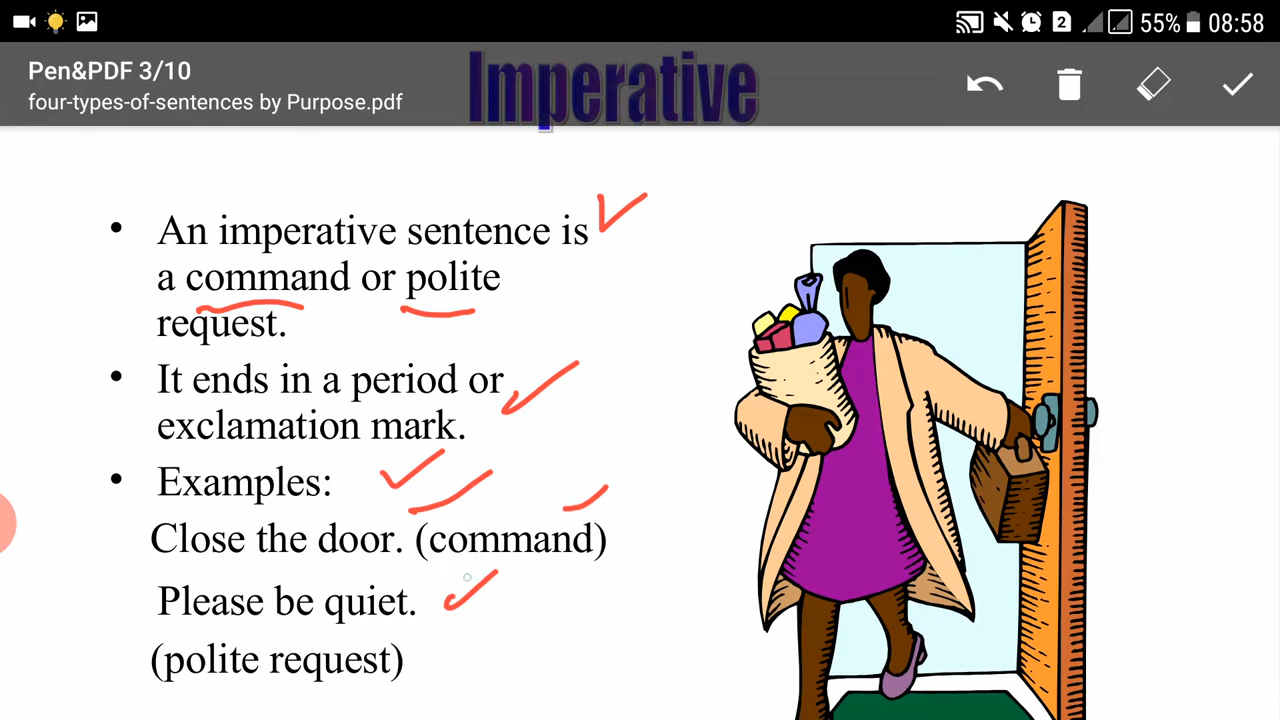 2 55% 08:58
Pen&PDF 3/10
four-types-of-sentences by Purpose.pdf
Imperative
• An imperative sentence is
a command or polite
request.
• It ends in a period or
exclamation mark.
• Examples:
Close the door. (command)
Please be quiet.
(polite request)